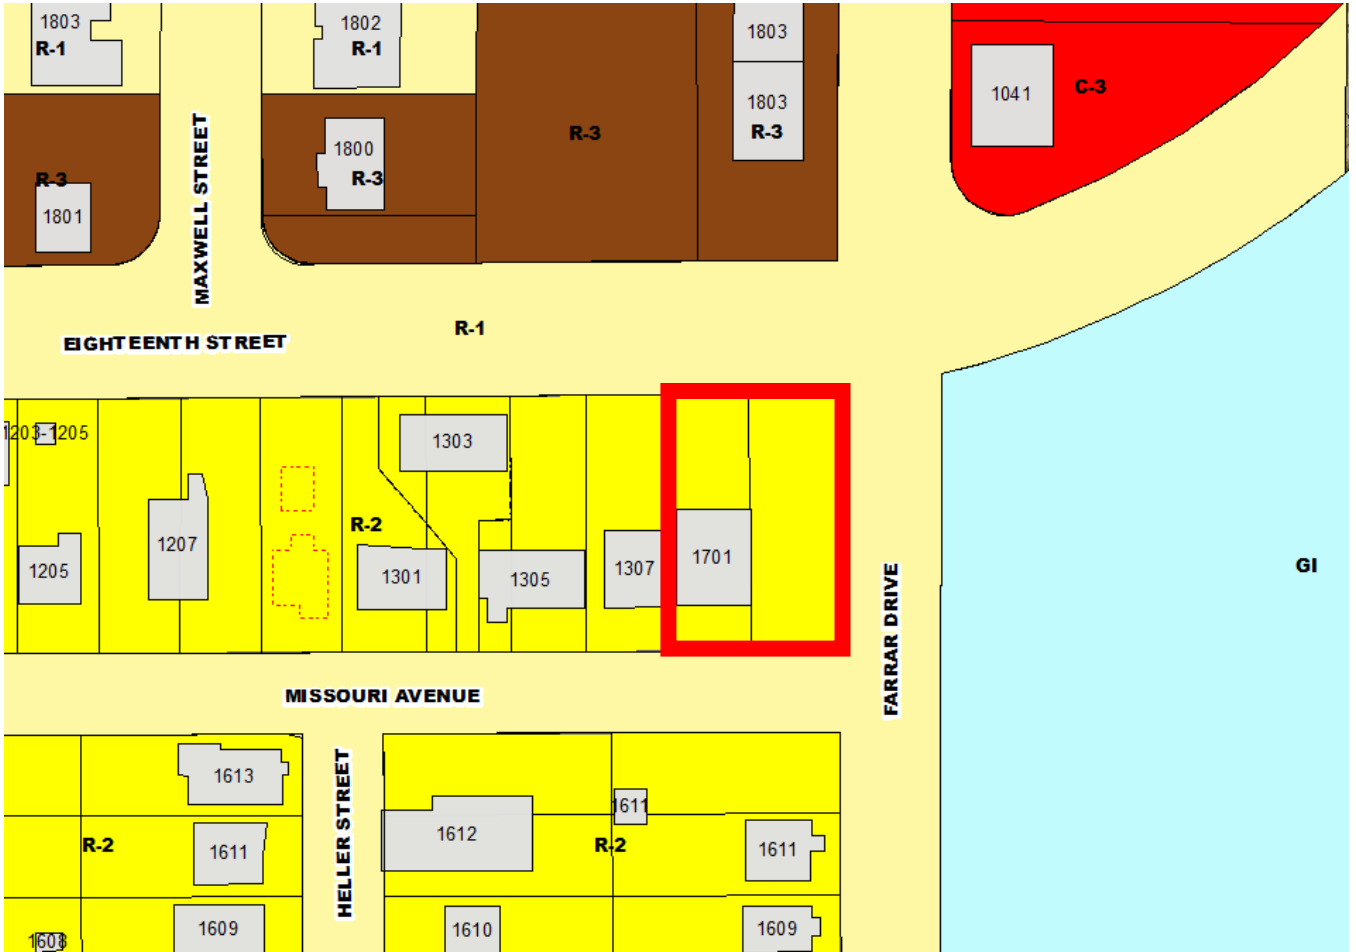 1803
R-1
1802
R-1
1803
1041
C-3
1803
R-3
R-3
1800
R-3
R-3
1801
MAXWELL STREET
EIGHTEENTH STREET
R-1
1203-1205
1303
R-2
1207
1205
1301
1305
1307
1701
GI
FARRAR DRIVE
MISSOURI AVENUE
HELLER STREET
1613
1611
1612
R-2
R-2
1611
1611
1608
1609
1610
1609